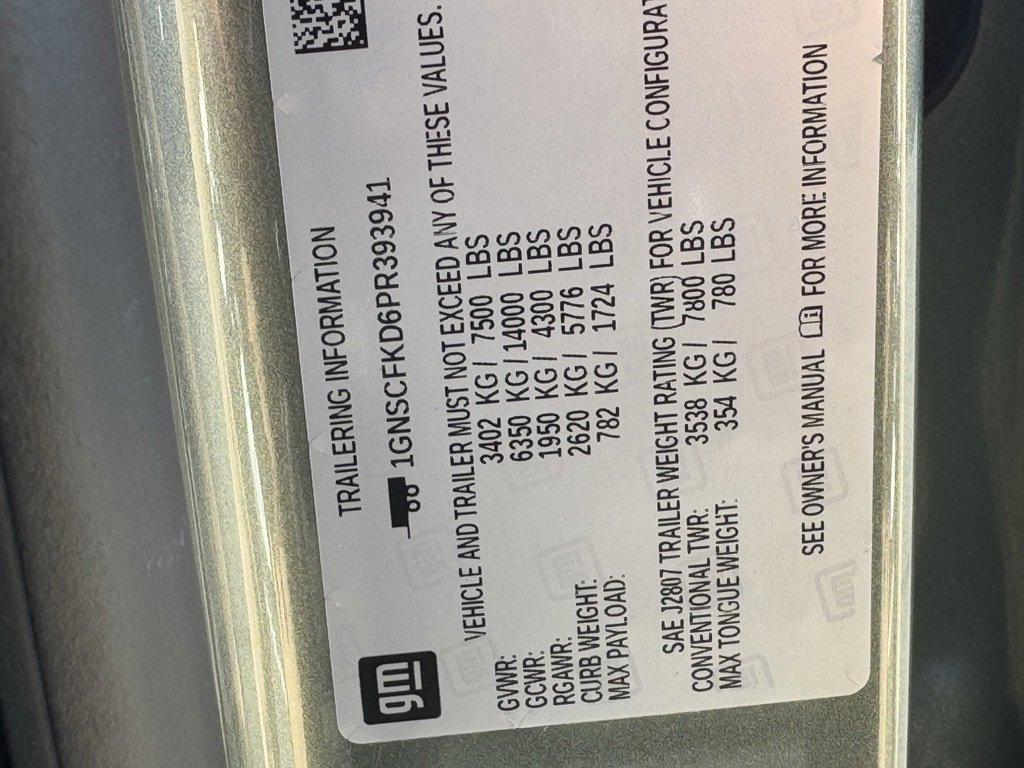 gm
TRAILERING INFORMATION
1GNSCFKD6PR393941
VEHICLE AND TRAILER MUST NOT EXCEED ANY OF THESE VALUES.
GVWR: 3402 KG / 7500 LBS
GCWR: 6350 KG / 14000 LBS
RGAWR: 1950 KG / 4300 LBS
CURB WEIGHT: 2620 KG / 5776 LBS
MAX PAYLOAD: 782 KG / 1724 LBS
SAE J2807 TRAILER WEIGHT RATING (TWR) FOR VEHICLE
CONVENTIONAL TWR: 3538 KG / 7800 LBS
MAX TONGUE WEIGHT: 354 KG / 780 LBS
SEE OWNER'S MANUAL FOR MORE INFORMATION